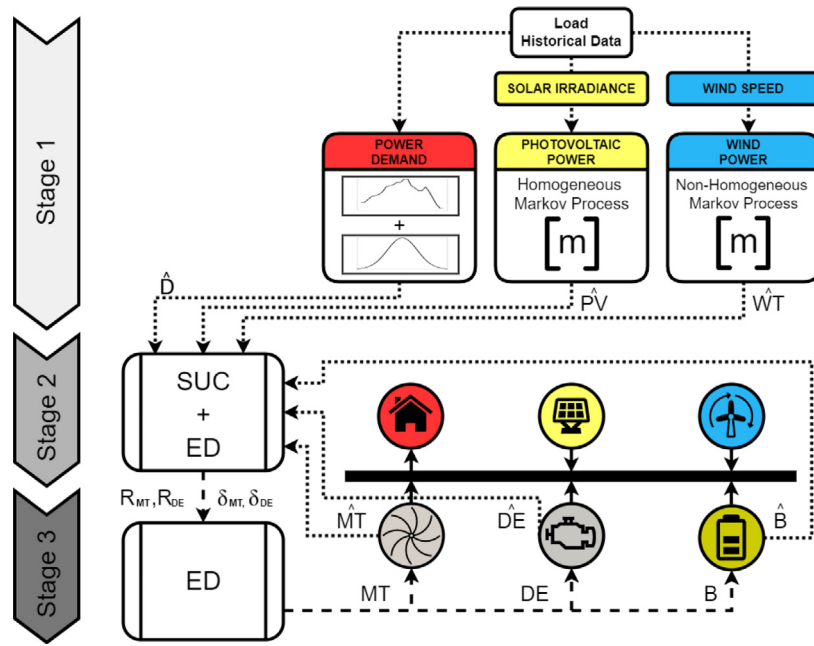 Load
Historical Data
SOLAR IRRADIANCE
WIND SPEED
Stage 1
POWER
DEMAND
PHOTOVOLTAIC
POWER
WIND
POWER
Homogeneous
Markov Process
Non-Homogeneous
Markov Process
+
[m]
[m]
D̂
PV̂
ŴT
Stage 2
SUC
+
ED
R_MT, R_DE
δ_MT, δ_DE
M̂T
D̂E
B̂
Stage 3
ED
MT
DE
B